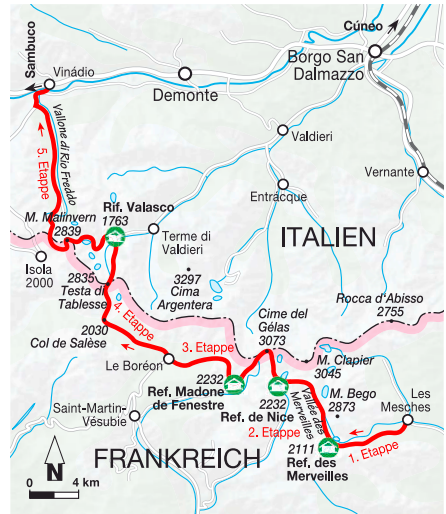 Cúneo
Sambuco
Vinádio
Borgo San
Dalmazzo
Demonte
Vallone di Rio Freddo
5. Etappe
Valdieri
Vernante
Entracque
M. Malinvern
2839
Rif. Valasco
1763
Terme di
Valdieri
ITALIEN
Isola
2000
2835
Testa di
Tablesse
3297
Cima
Argentera
Rocca d'Abisso
2755
4. Etappe
2030
Col de Salèse
Cime del
Gélas
3073
3. Etappe
Le Boréon
M. Clapier
3045
2232
Ref. Madone
de Fenestre
2232
Ref. de Nice
Vallée des
Merveilles
M. Bego
2873
Les
Mesches
Saint-Martin-
Vésubie
2. Etappe
2111
Ref. des
Merveilles
1. Etappe
FRANKREICH
N
0
4 km